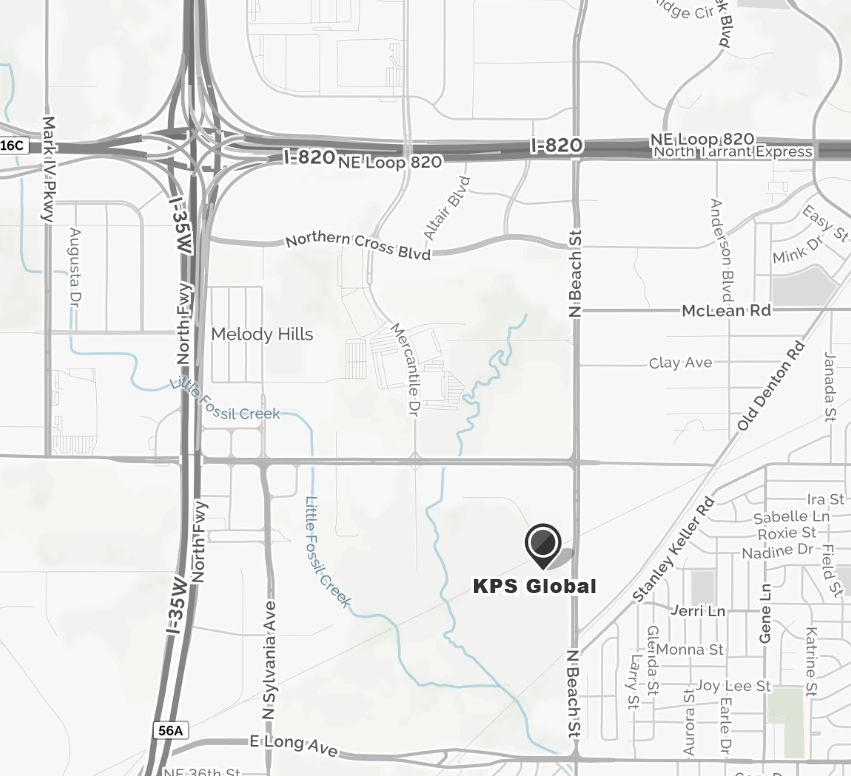 Ridge Cir
ek Blvd
Mark IV Pkwy
16C
I-820
NE Loop 820
I-820
NE Loop 820
North Tarrant Express
I-35W
Altair Blvd
Anderson Blvd
Easy St
Mink Dr
Augusta Dr
Northern Cross Blvd
N Beach St
North Fwy
Melody Hills
Mercantile Dr
McLean Rd
Clay Ave
Old Denton Rd
Janada St
Little Fossil Creek
Ira St
Sabelle Ln
Roxie St
Nadine Dr
Field St
North Fwy
Little Fossil Creek
Stanley Keller Rd
KPS Global
I-35W
N Sylvania Ave
Jerri Ln
Gene Ln
Glenda St
Larry St
Monna St
Katrine St
N Beach St
Joy Lee St
Aurora St
Earle Dr
56A
E Long Ave
NE 36th St